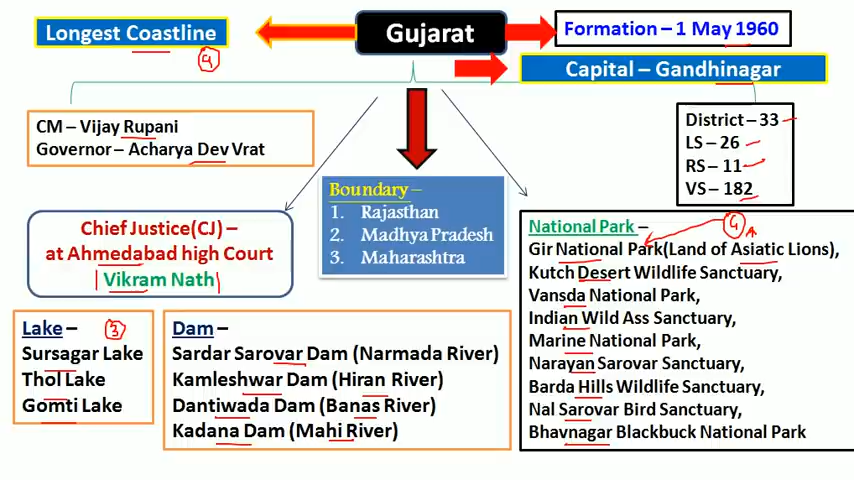 Longest Coastline
Gujarat
Formation – 1 May 1960
Capital – Gandhinagar
CM – Vijay Rupani
Governor – Acharya Dev Vrat
District – 33
LS – 26
RS – 11
VS – 182
Boundary –
1. Rajasthan
2. Madhya Pradesh
3. Maharashtra
Chief Justice(CJ) –
at Ahmedabad high Court
Vikram Nath
National Park –
Gir National Park(Land of Asiatic Lions),
Kutch Desert Wildlife Sanctuary,
Vansda National Park,
Indian Wild Ass Sanctuary,
Marine National Park,
Narayan Sarovar Sanctuary,
Barda Hills Wildlife Sanctuary,
Nal Sarovar Bird Sanctuary,
Bhavnagar Blackbuck National Park
Lake – 3
Sursagar Lake
Thol Lake
Gomti Lake
Dam –
Sardar Sarovar Dam (Narmada River)
Kamleshwar Dam (Hiran River)
Dantiwada Dam (Banas River)
Kadana Dam (Mahi River)